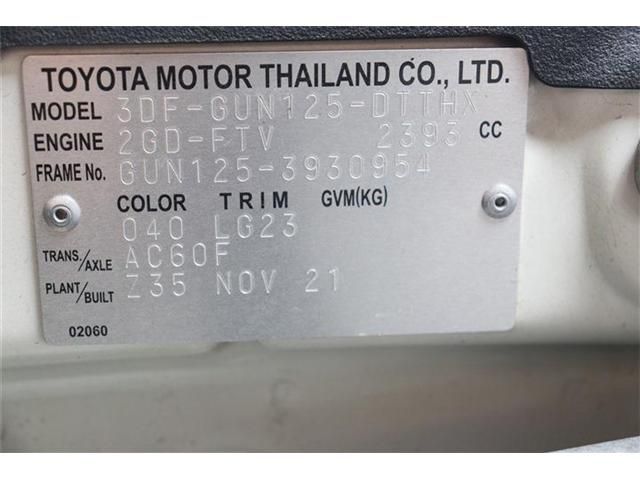 TOYOTA MOTOR THAILAND CO., LTD.
MODEL 3DF-GUN125-DTTHX
ENGINE 2GD-FTV 2393 CC
FRAME No. GUN125-3930954
COLOR TRIM GVM(KG)
040 LG23
TRANS./AXLE AC60F
PLANT/BUILT Z35 NOV 21
02060